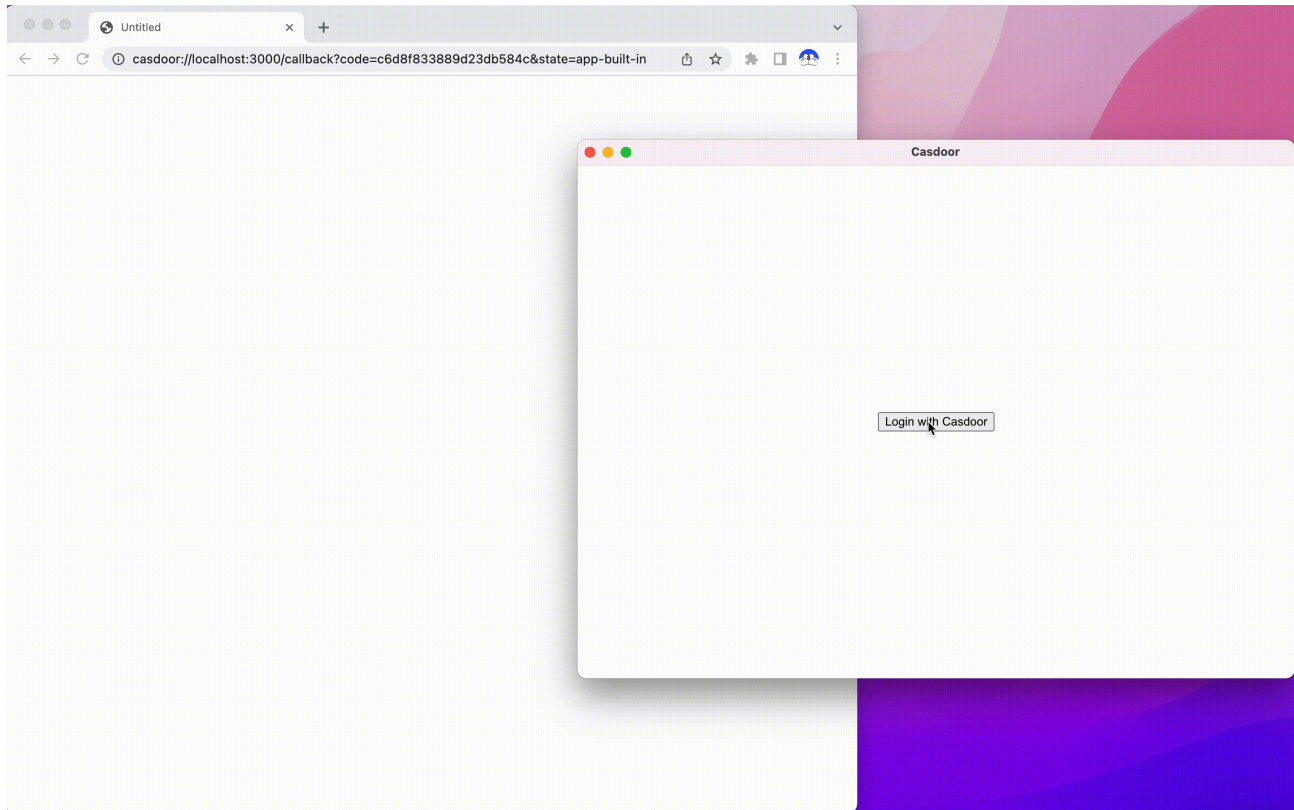 Untitled
casdoor://localhost:3000/callback?code=c6d8f833889d23db584c&state=app-built-in
Casdoor
Login with Casdoor